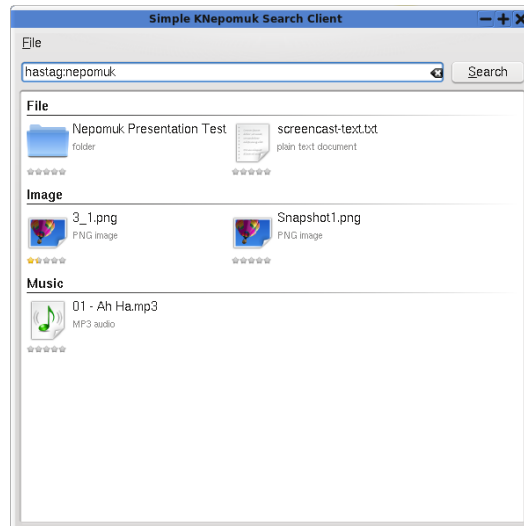 Simple KNepomuk Search Client
File
hastag:nepomuk Search
File
Nepomuk Presentation Test screencast-text.txt
folder plain text document
Image
3_1.png Snapshot1.png
PNG image PNG image
Music
01 - Ah Ha.mp3
MP3 audio